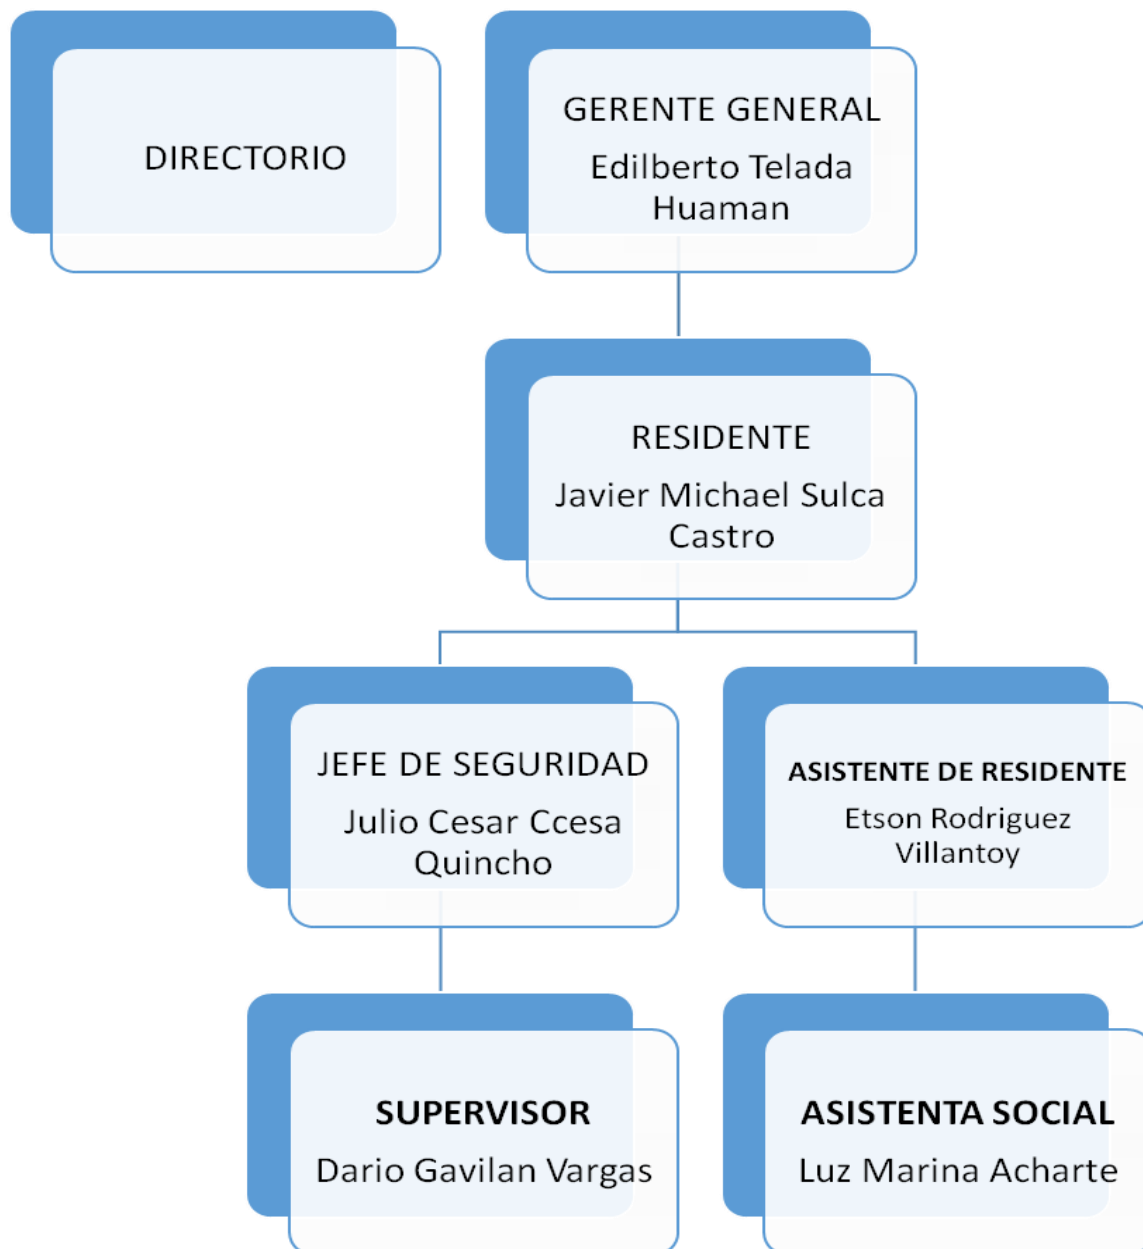 DIRECTORIO
GERENTE GENERAL
Edilberto Telada
Huaman
RESIDENTE
Javier Michael Sulca
Castro
JEFE DE SEGURIDAD
Julio Cesar Ccesa
Quincho
ASISTENTE DE RESIDENTE
Etson Rodriguez
Villantoy
SUPERVISOR
Dario Gavilan Vargas
ASISTENTA SOCIAL
Luz Marina Acharte